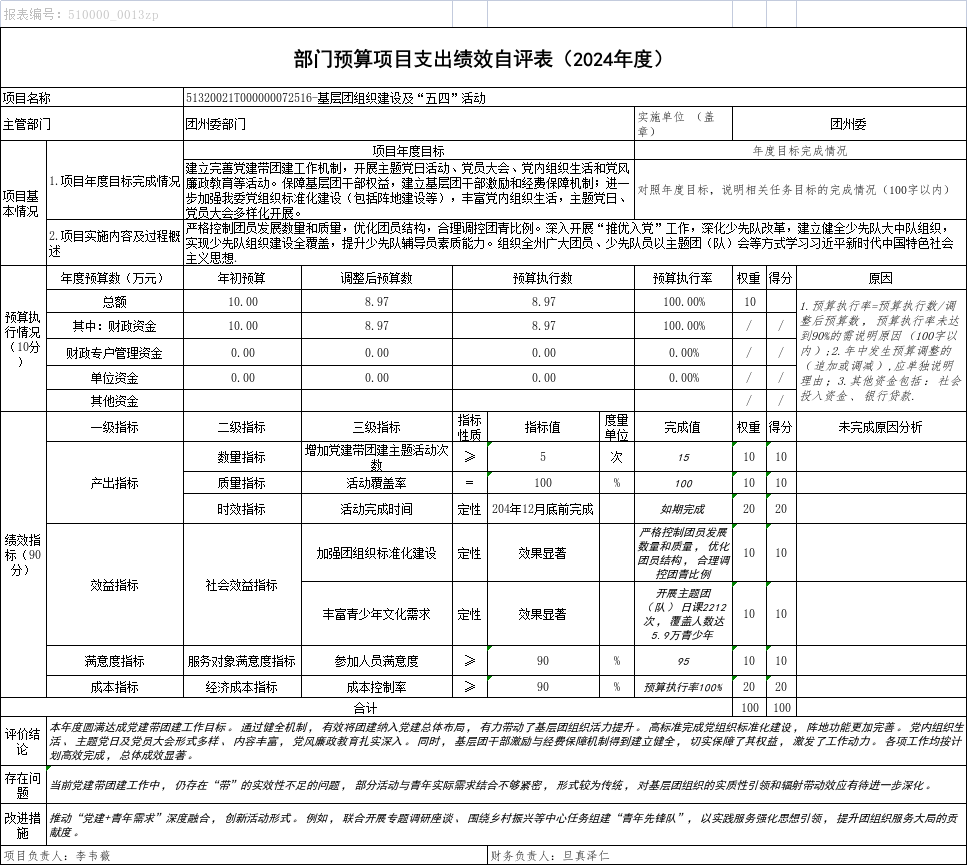 报表编号：510000_0013zp
部门预算项目支出绩效自评表（2024年度）
项目名称 51320021T000000072516-基层团组织建设及“五四”活动
主管部门 团州委部门 实施单位 （盖章） 团州委
项目基本情况 1.项目年度目标完成情况 项目年度目标 年度目标完成情况
建立完善党建带团建工作机制，开展主题党日活动、党员大会、党内组织生活和党风
廉政教育等活动。保障基层团干部权益，建立基层团干部激励和经费保障机制；进一
步加强我委党组织标准化建设（包括阵地建设等），丰富党内组织生活，主题党日、
党员大会多样化开展。
对照年度目标，说明相关任务目标的完成情况（100字以内）
2.项目实施内容及过程概述
严格控制团员发展数量和质量，优化团员结构，合理调控团青比例。深入开展“推优入党”工作，深化少先队改革，建立健全少先队大中队组织，
实现少先队组织建设全覆盖，提升少先队辅导员素质能力。组织全州广大团员、少先队员以主题团（队）会等方式学习习近平新时代中国特色社会
主义思想.
预算执行情况（10分） 年度预算数（万元） 年初预算 调整后预算数 预算执行数 预算执行率 权重 得分 原因
总额 10.00 8.97 8.97 100.00% 10
其中：财政资金 10.00 8.97 8.97 100.00% / /
财政专户管理资金 0.00 0.00 0.00 0.00% / /
单位资金 0.00 0.00 0.00 0.00% / /
其他资金 / /
1.预算执行率=预算执行数/调
整后预算数，预算执行率未达
到90%的需说明原因（100字以
内）；2.年中发生预算调整的
（追加或调减），应单独说明
理由；3.其他资金包括：社会
投入资金、银行贷款.
绩效指标（90分） 一级指标 二级指标 三级指标 指标性质 指标值 度量单位 完成值 权重 得分 未完成原因分析
产出指标 数量指标 增加党建带团建主题活动次数 ≥ 5 次 15 10 10
质量指标 活动覆盖率 = 100 % 100 10 10
时效指标 活动完成时间 定性 204年12月底前完成 如期完成 20 20
效益指标 社会效益指标 加强团组织标准化建设 定性 效果显著 严格控制团员发展数量和质量，优化团员结构，合理调控团青比例 10 10
丰富青少年文化需求 定性 效果显著 开展主题团（队）日课2212次，覆盖人数达5.9万青少年 10 10
满意度指标 服务对象满意度指标 参加人员满意度 ≥ 90 % 95 10 10
成本指标 经济成本指标 成本控制率 ≥ 90 % 预算执行率100% 20 20
合计 100 100
评价结论 本年度圆满达成党建带团建工作目标。通过健全机制，有效将团建纳入党建总体布局，有力带动了基层团组织活力提升。高标准完成党组织标准化建设，阵地功能更加完善。党内组织生
活、主题党日及党员大会形式多样、内容丰富，党风廉政教育扎实深入。同时，基层团干部激励与经费保障机制得到建立健全，切实保障了其权益，激发了工作动力。各项工作均按计
划高效完成，总体成效显著。
存在问题 当前党建带团建工作中，仍存在“带”的实效性不足的问题，部分活动与青年实际需求结合不够紧密，形式较为传统，对基层团组织的实质性引领和辐射带动效应有待进一步深化。
改进措施 推动“党建+青年需求”深度融合，创新活动形式。例如，联合开展专题调研座谈、围绕乡村振兴等中心任务组建“青年先锋队”，以实践服务强化思想引领，提升团组织服务大局的贡
献度。
项目负责人：李韦薇 财务负责人：旦真泽仁